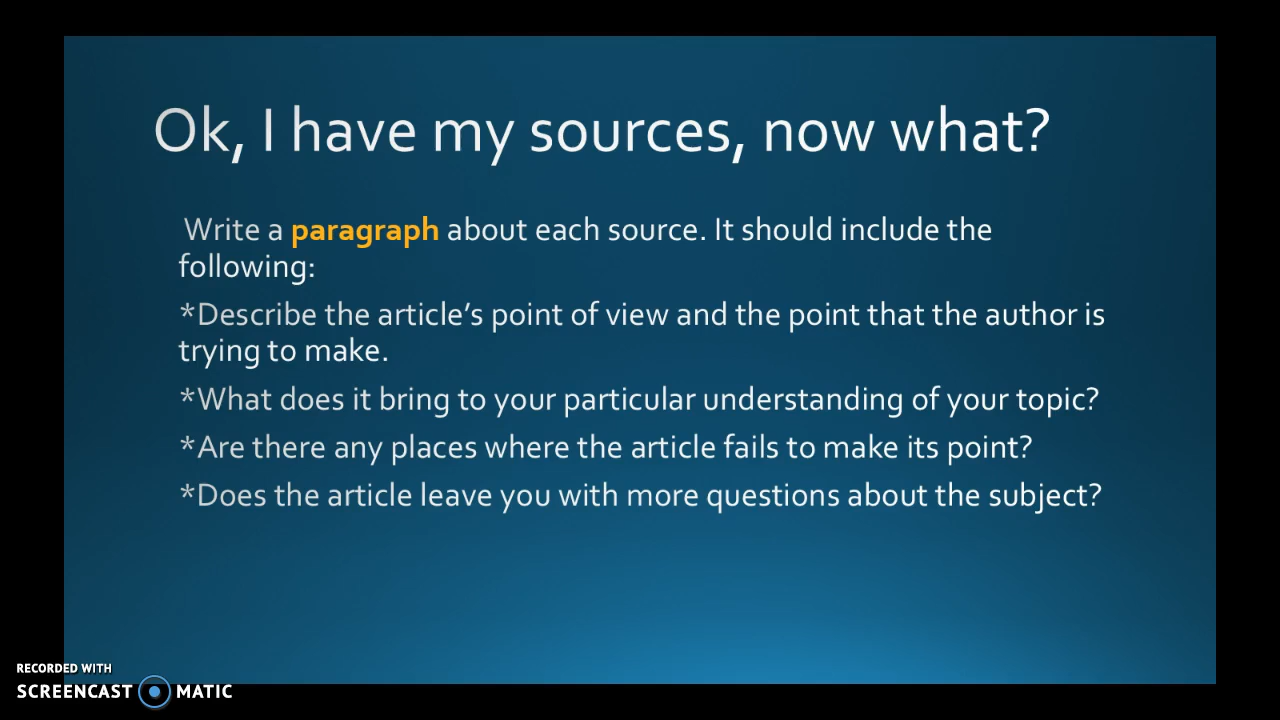 Ok, I have my sources, now what?
Write a paragraph about each source. It should include the
following:
*Describe the article’s point of view and the point that the author is
trying to make.
*What does it bring to your particular understanding of your topic?
*Are there any places where the article fails to make its point?
*Does the article leave you with more questions about the subject?
RECORDED WITH
SCREENCAST MATIC